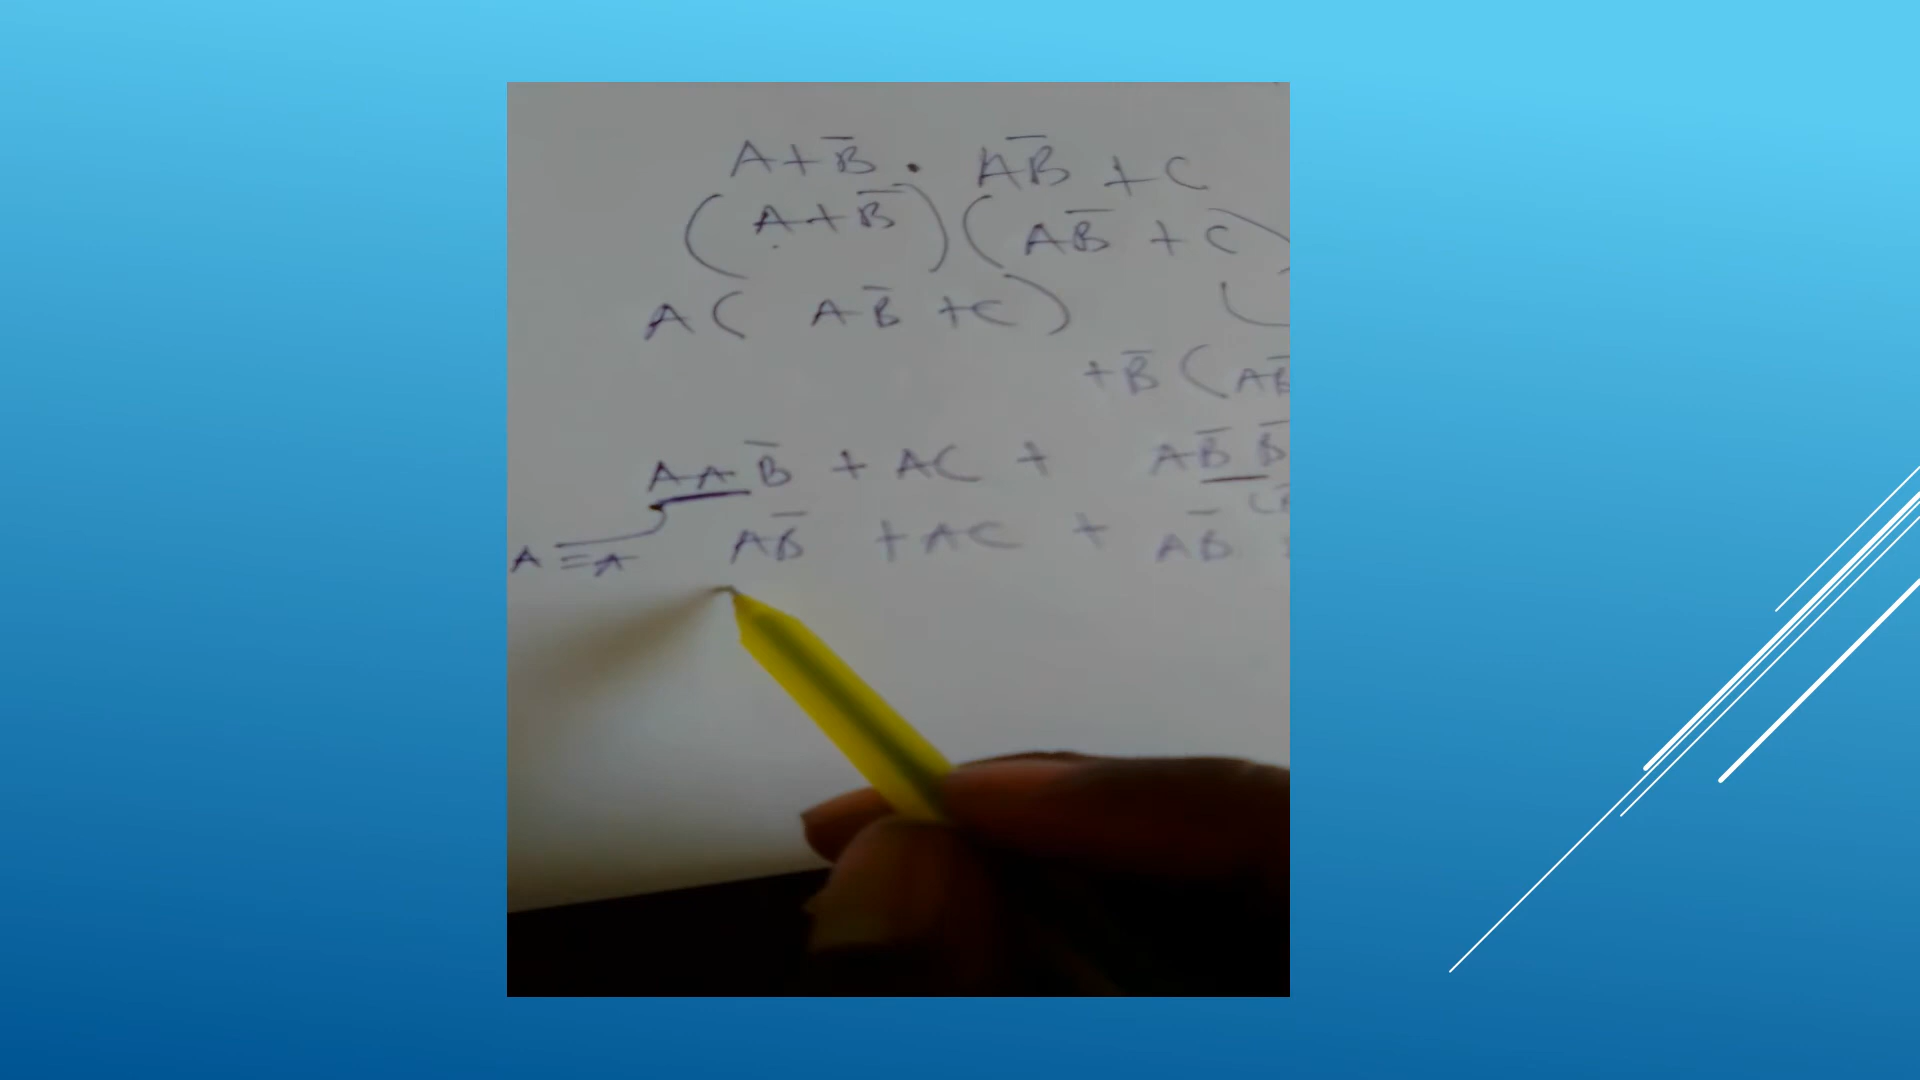 A + B̅ . AB̅ + C
(A + B̅) (AB̅ + C
A ( AB̅ + C )
+ B̅ ( AB̅
AAB̅ + AC + AB̅ B̅
A = A AB̅ + AC + AB̅